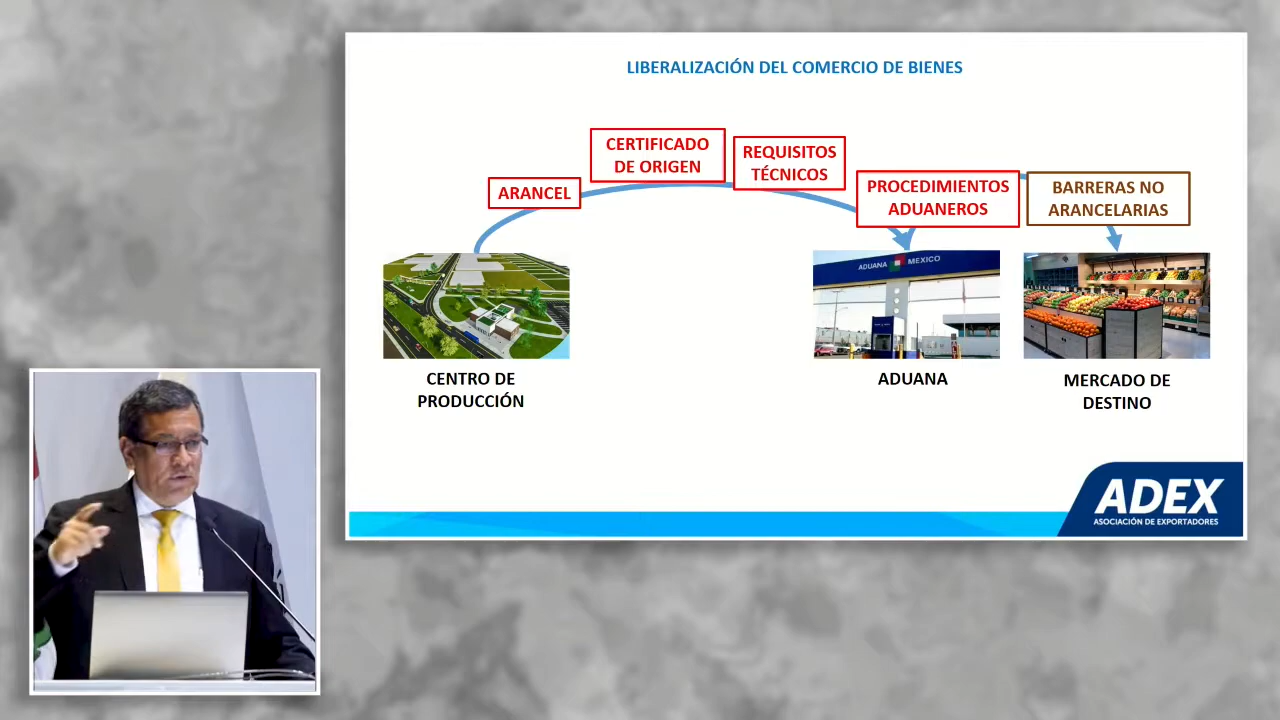 LIBERALIZACIÓN DEL COMERCIO DE BIENES
CERTIFICADO
DE ORIGEN
REQUISITOS
TÉCNICOS
ARANCEL
PROCEDIMIENTOS
ADUANEROS
BARRERAS NO
ARANCELARIAS
ADUANA MEXICO
CENTRO DE
PRODUCCIÓN
ADUANA
MERCADO DE
DESTINO
ADEX
ASOCIACIÓN DE EXPORTADORES